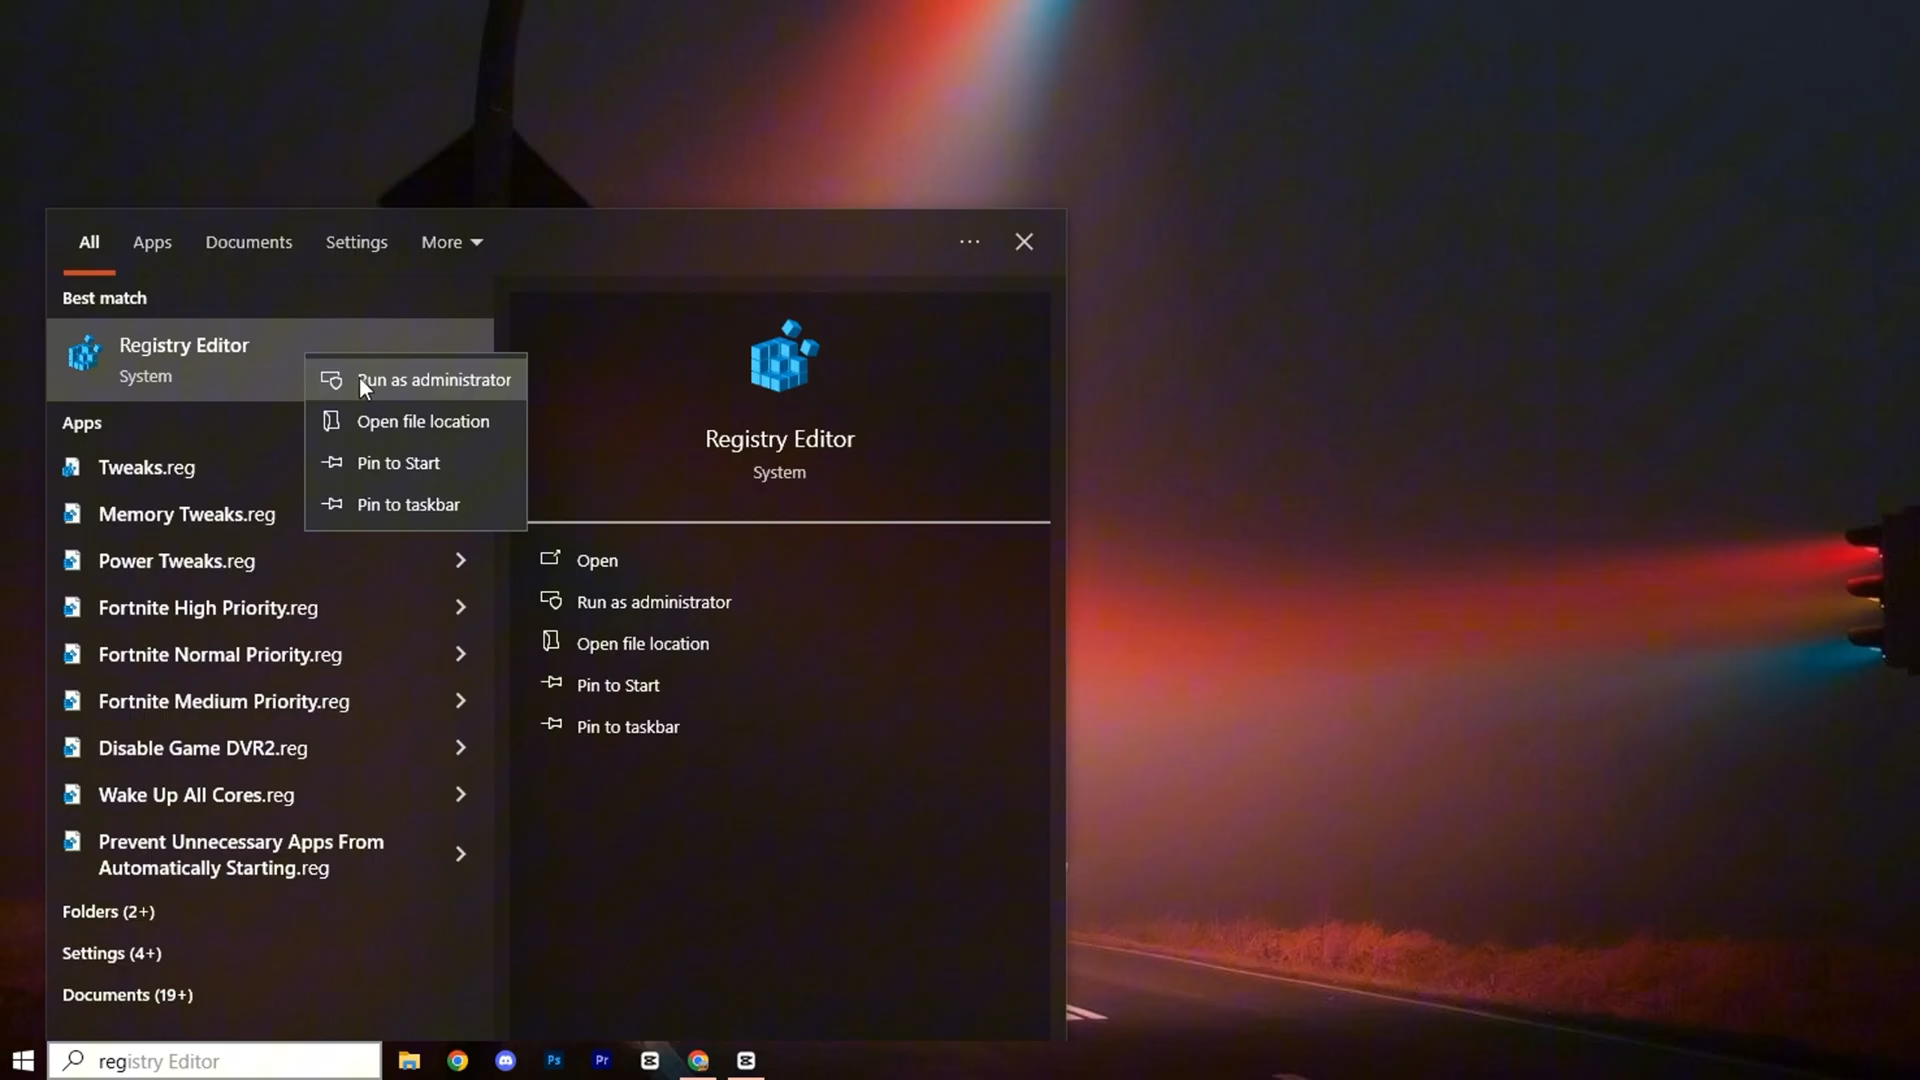 All
Apps
Documents
Settings
More
Best match
Registry Editor
System
Run as administrator
Open file location
Pin to Start
Pin to taskbar
Apps
Tweaks.reg
Memory Tweaks.reg
Power Tweaks.reg
Fortnite High Priority.reg
Fortnite Normal Priority.reg
Fortnite Medium Priority.reg
Disable Game DVR2.reg
Wake Up All Cores.reg
Prevent Unnecessary Apps From
Automatically Starting.reg
Folders (2+)
Settings (4+)
Documents (19+)
Registry Editor
System
Open
Run as administrator
Open file location
Pin to Start
Pin to taskbar
registry Editor
Ps
Pr